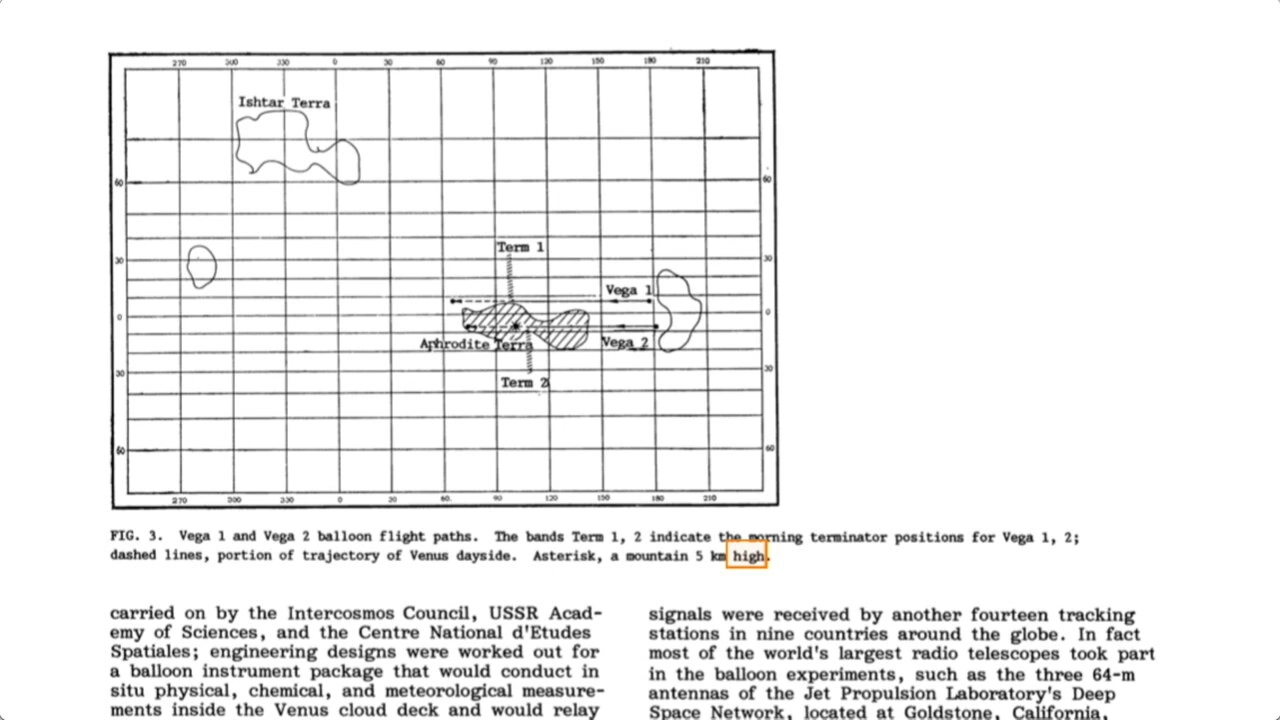 270 300 330 0 30 60 90 120 150 180 210
Ishtar Terra
60 60
Term 1
30 30
Vega 1
0 0
Aphrodite Terra Vega 2
30 30
Term 2
60 60
270 300 330 0 30 60. 90 120 150 180 210
FIG. 3. Vega 1 and Vega 2 balloon flight paths. The bands Term 1, 2 indicate the morning terminator positions for Vega 1, 2;
dashed lines, portion of trajectory of Venus dayside. Asterisk, a mountain 5 km high.
carried on by the Intercosmos Council, USSR Acad-
emy of Sciences, and the Centre National d'Etudes
Spatiales; engineering designs were worked out for
a balloon instrument package that would conduct in
situ physical, chemical, and meteorological measure-
ments inside the Venus cloud deck and would relay
signals were received by another fourteen tracking
stations in nine countries around the globe. In fact
most of the world's largest radio telescopes took part
in the balloon experiments, such as the three 64-m
antennas of the Jet Propulsion Laboratory's Deep
Space Network, located at Goldstone, California,